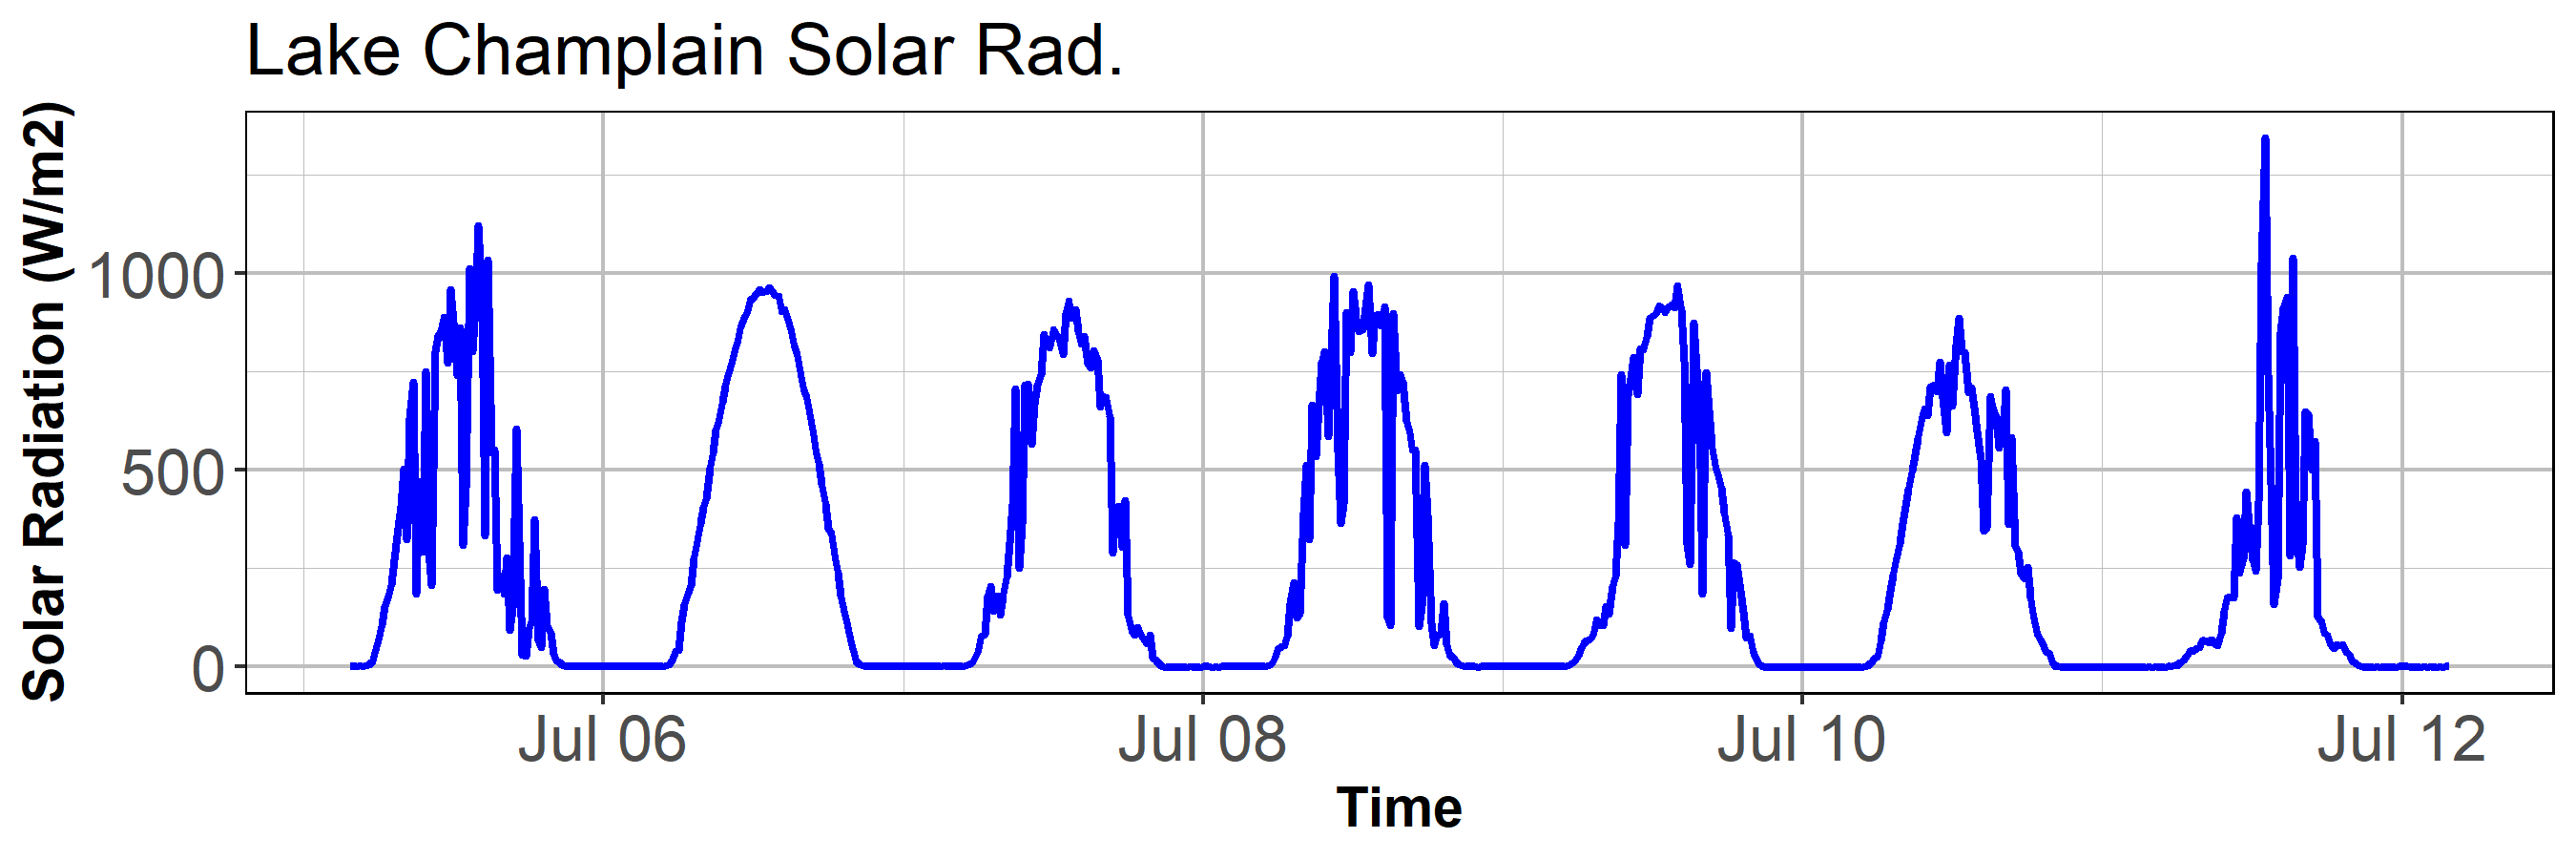 Lake Champlain Solar Rad.
Solar Radiation (W/m2)
1000
500
0
Jul 06 Jul 08 Jul 10 Jul 12
Time